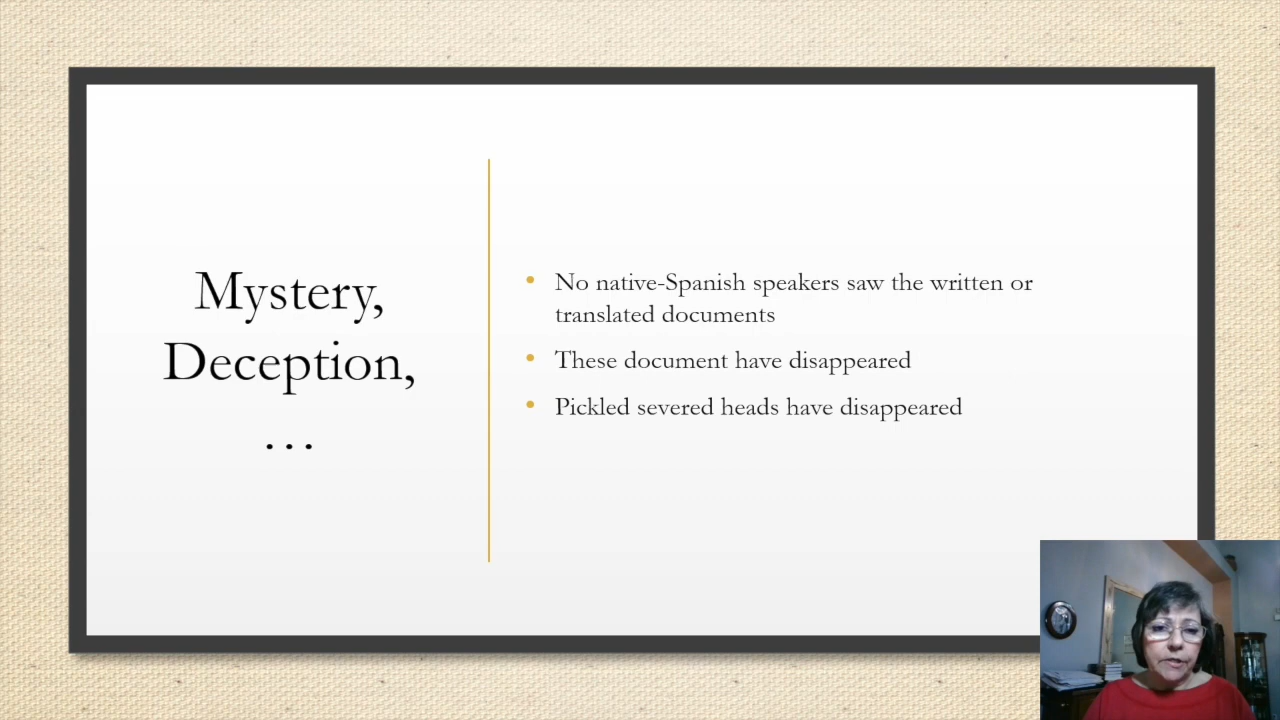 Mystery,
Deception,
...
• No native-Spanish speakers saw the written or
translated documents
• These document have disappeared
• Pickled severed heads have disappeared